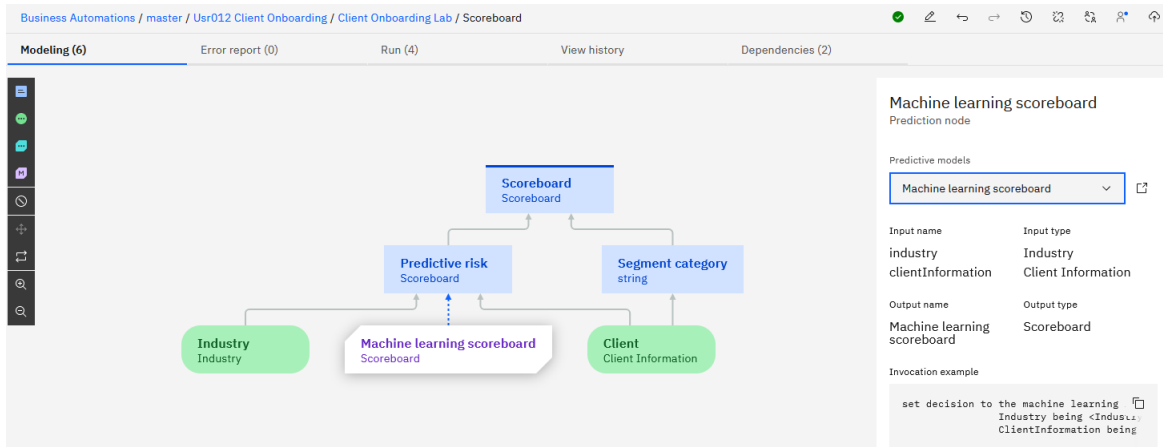 Business Automations / master / Usr012 Client Onboarding / Client Onboarding Lab / Scoreboard
Modeling (6)
Error report (0)
Run (4)
View history
Dependencies (2)
Machine learning scoreboard
Prediction node
Predictive models
Machine learning scoreboard
Input name Input type
industry Industry
clientInformation Client Information
Output name Output type
Machine learning Scoreboard
scoreboard
Invocation example
set decision to the machine learning
Industry being
ClientInformation being
Scoreboard
Scoreboard
Predictive risk
Scoreboard
Segment category
string
Industry
Industry
Machine learning scoreboard
Scoreboard
Client
Client Information
M